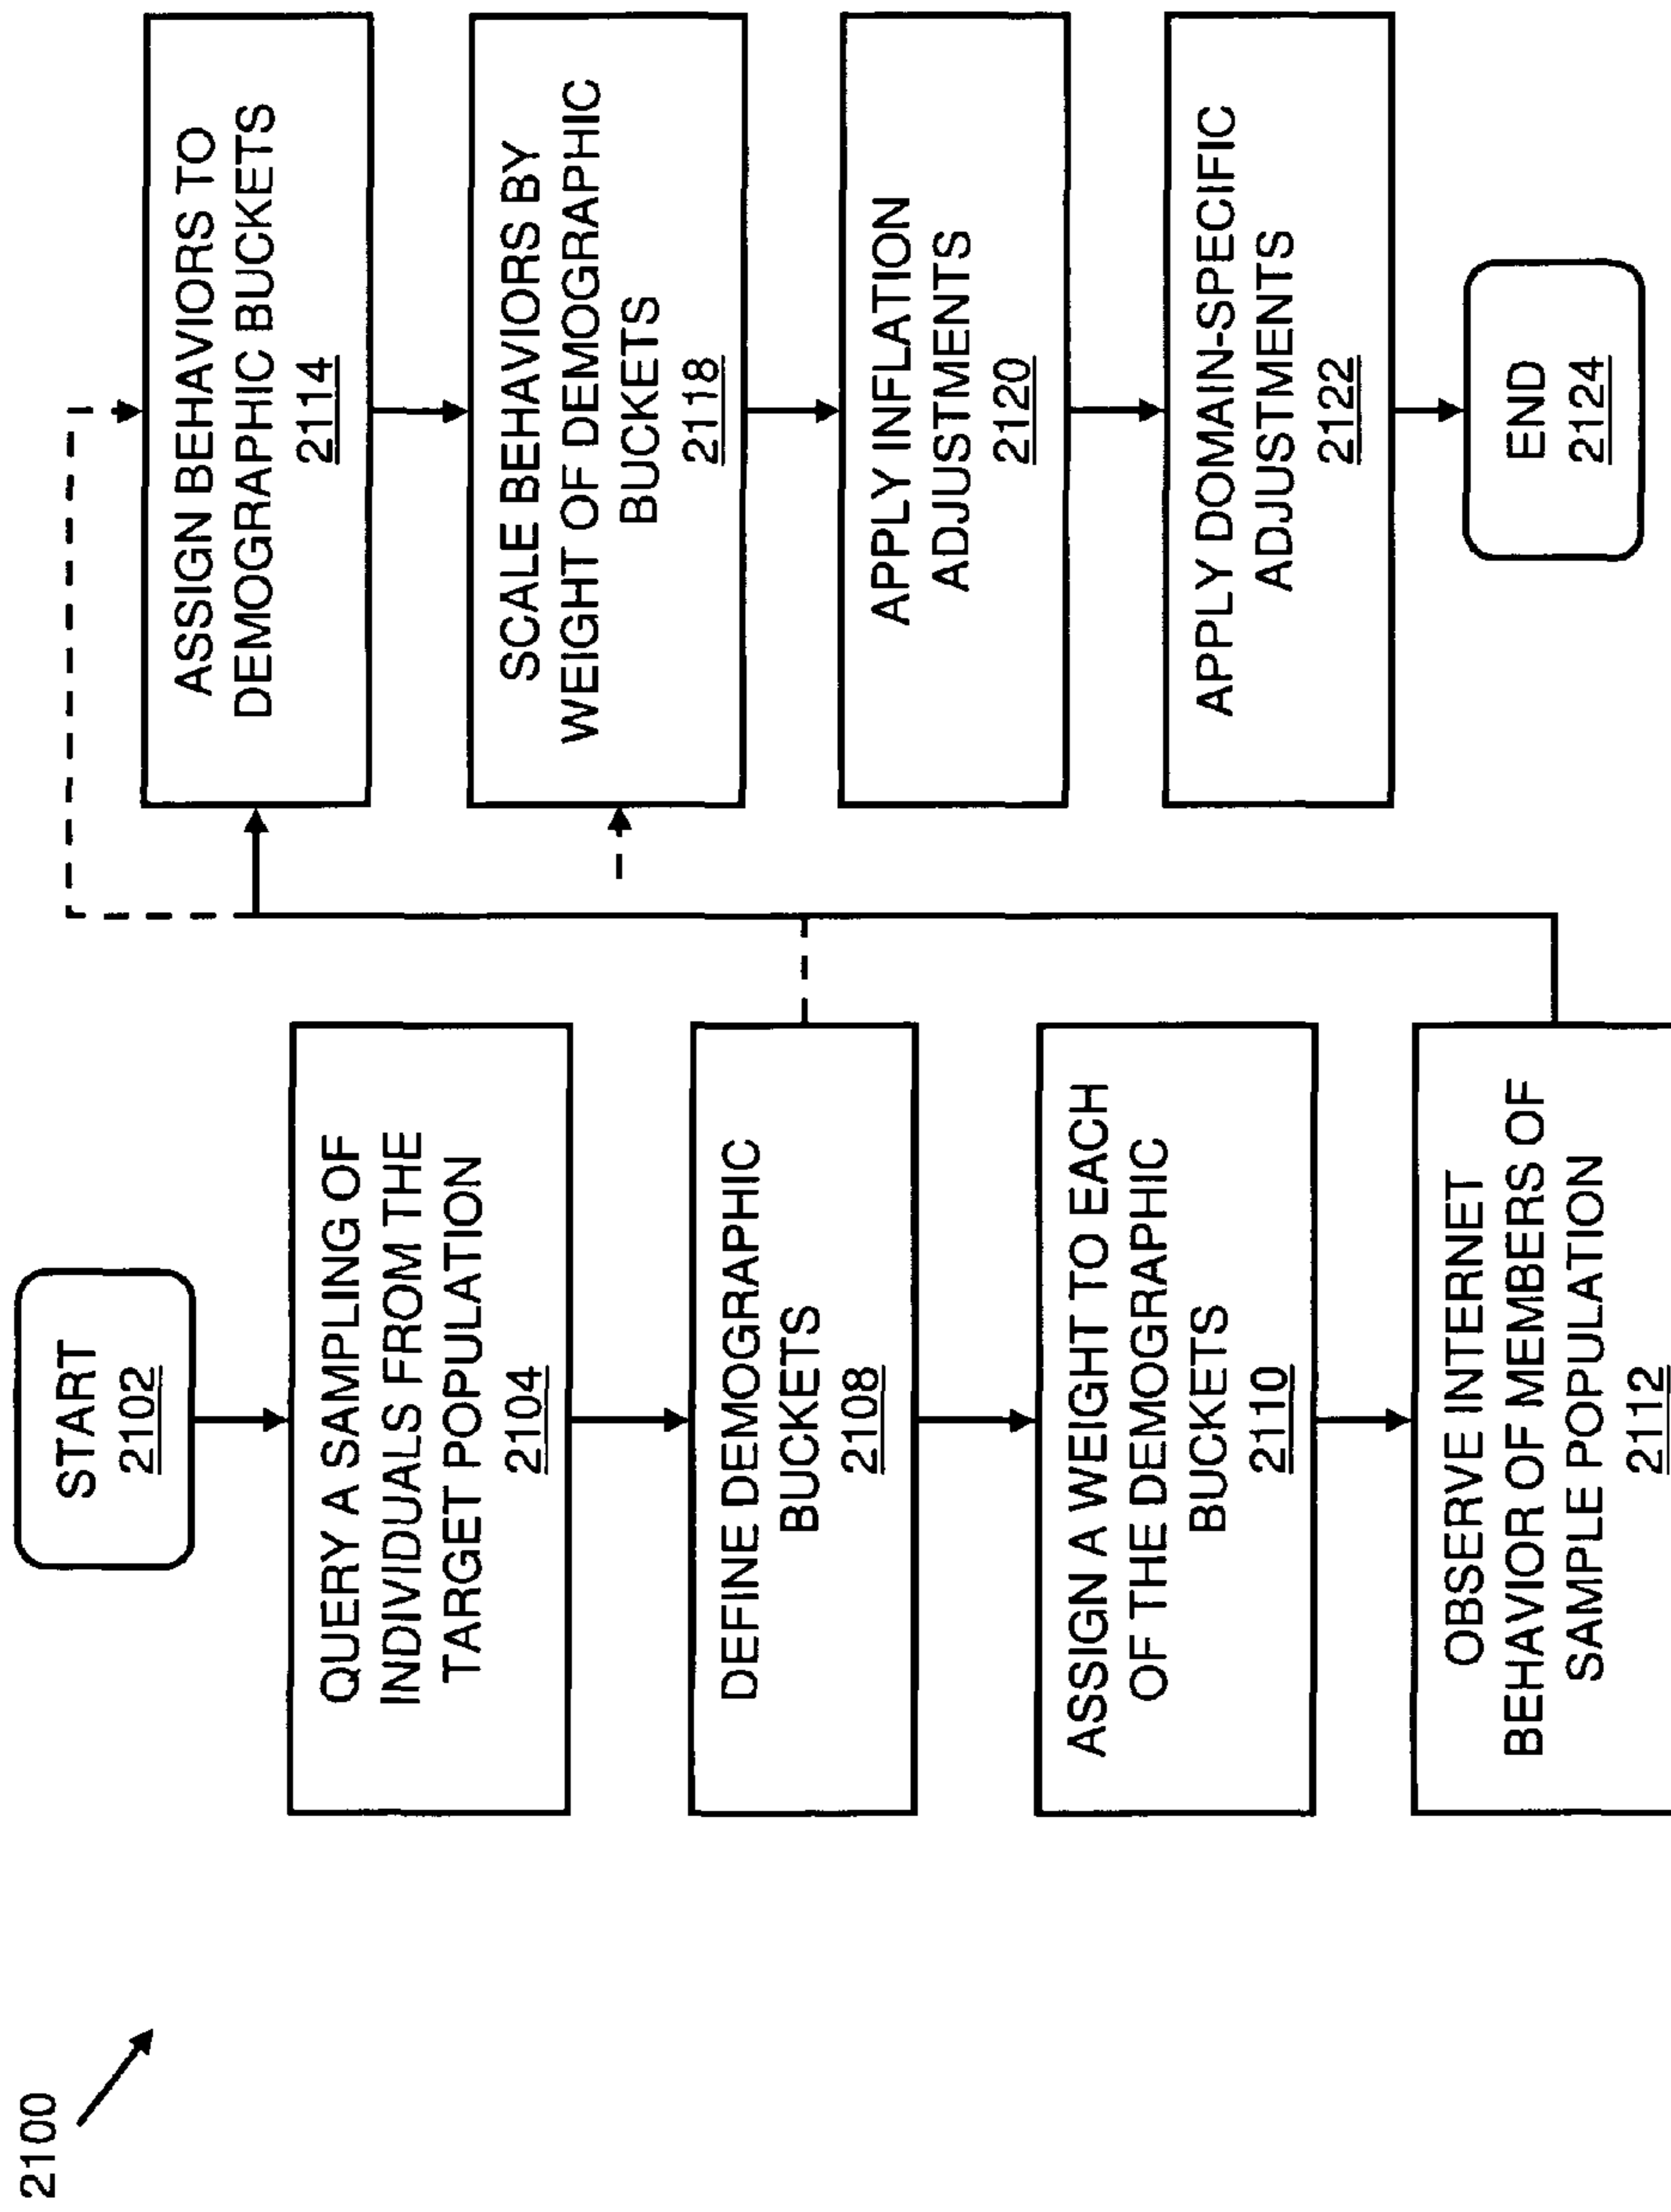 2100
START
2102
QUERY A SAMPLING OF
INDIVIDUALS FROM THE
TARGET POPULATION
2104
DEFINE DEMOGRAPHIC
BUCKETS
2108
ASSIGN A WEIGHT TO EACH
OF THE DEMOGRAPHIC
BUCKETS
2110
OBSERVE INTERNET
BEHAVIOR OF MEMBERS OF
SAMPLE POPULATION
2112
ASSIGN BEHAVIORS TO
DEMOGRAPHIC BUCKETS
2114
SCALE BEHAVIORS BY
WEIGHT OF DEMOGRAPHIC
BUCKETS
2118
APPLY INFLATION
ADJUSTMENTS
2120
APPLY DOMAIN-SPECIFIC
ADJUSTMENTS
2122
END
2124